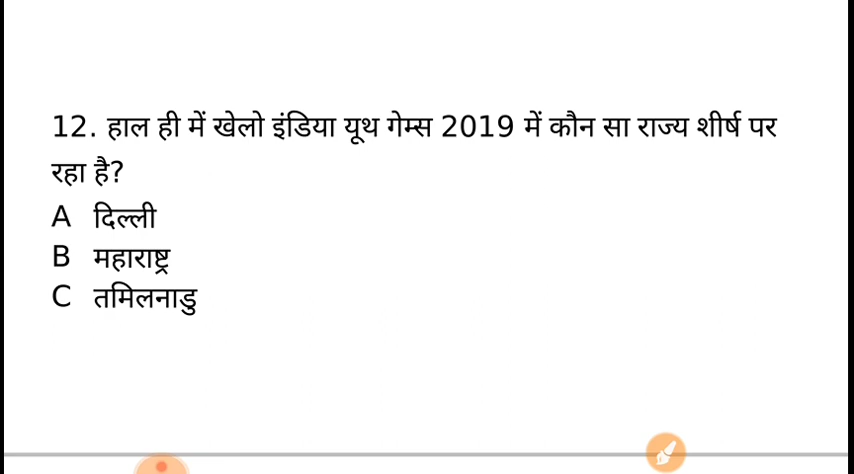 12. हाल ही में खेलो इंडिया यूथ गेम्स 2019 में कौन सा राज्य शीर्ष पर
रहा है?
A दिल्ली
B महाराष्ट्र
C तमिलनाडु